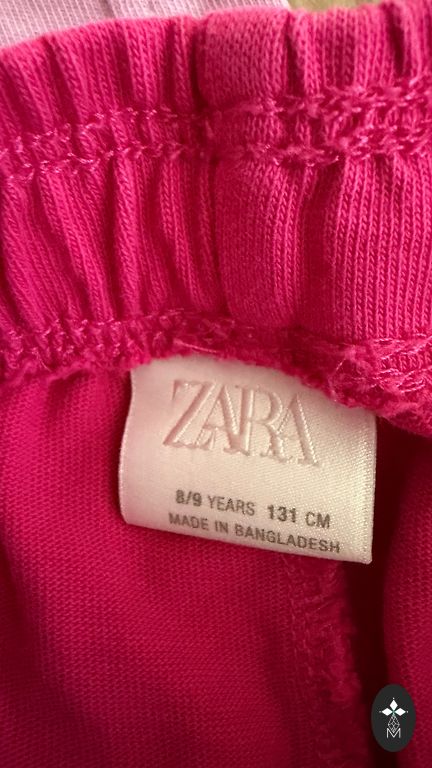 ZARA
8/9 YEARS 131 CM
MADE IN BANGLADESH
M